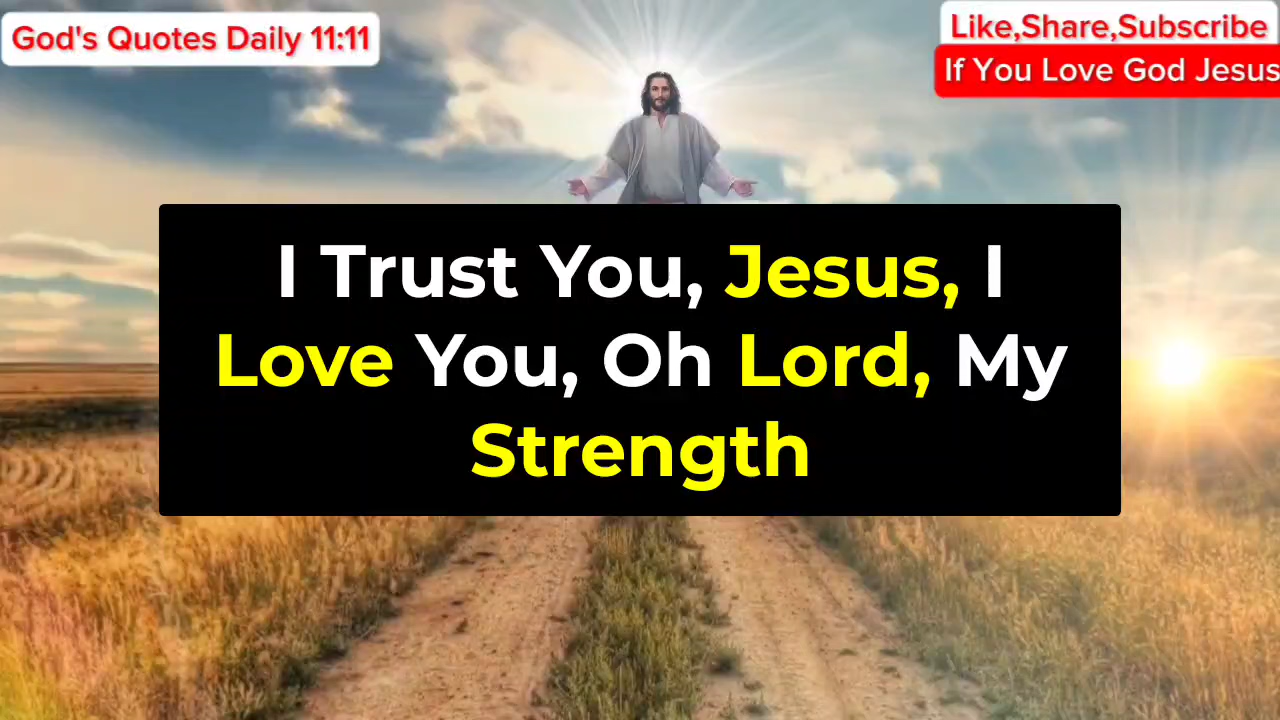 God's Quotes Daily 11:11
Like,Share,Subscribe
If You Love God Jesus
I Trust You, Jesus, I
Love You, Oh Lord, My
Strength